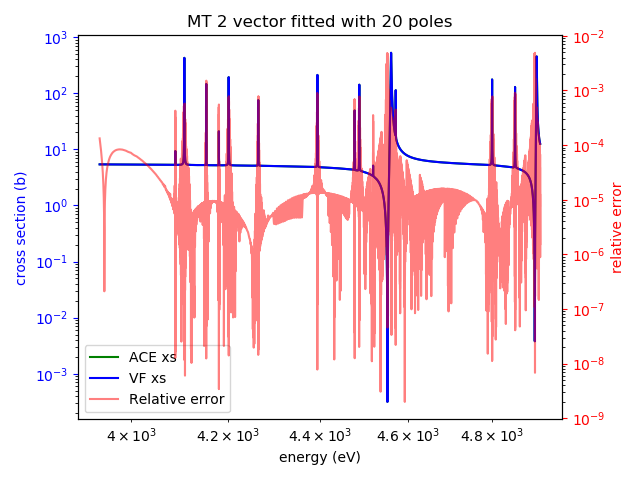 MT 2 vector fitted with 20 poles
10³
10²
10¹
10⁰
10⁻¹
10⁻²
10⁻³
cross section (b)
10⁻²
10⁻³
10⁻⁴
10⁻⁵
10⁻⁶
10⁻⁷
10⁻⁸
10⁻⁹
relative error
ACE xs
VF xs
Relative error
4 × 10³ 4.2 × 10³ 4.4 × 10³ 4.6 × 10³ 4.8 × 10³
energy (eV)